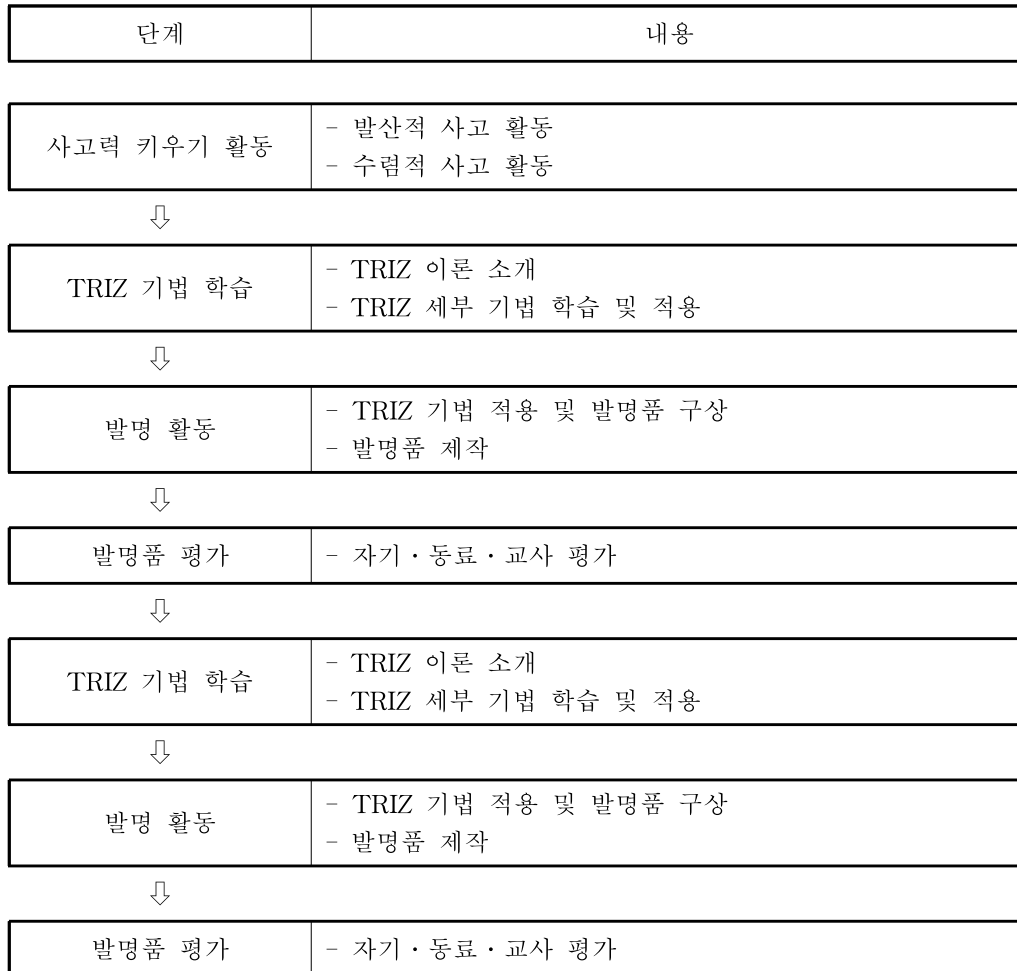 단계 내용
사고력 키우기 활동
- 발산적 사고 활동
- 수렴적 사고 활동
⇩
TRIZ 기법 학습
- TRIZ 이론 소개
- TRIZ 세부 기법 학습 및 적용
⇩
발명 활동
- TRIZ 기법 적용 및 발명품 구상
- 발명품 제작
⇩
발명품 평가
- 자기・동료・교사 평가
⇩
TRIZ 기법 학습
- TRIZ 이론 소개
- TRIZ 세부 기법 학습 및 적용
⇩
발명 활동
- TRIZ 기법 적용 및 발명품 구상
- 발명품 제작
⇩
발명품 평가
- 자기・동료・교사 평가